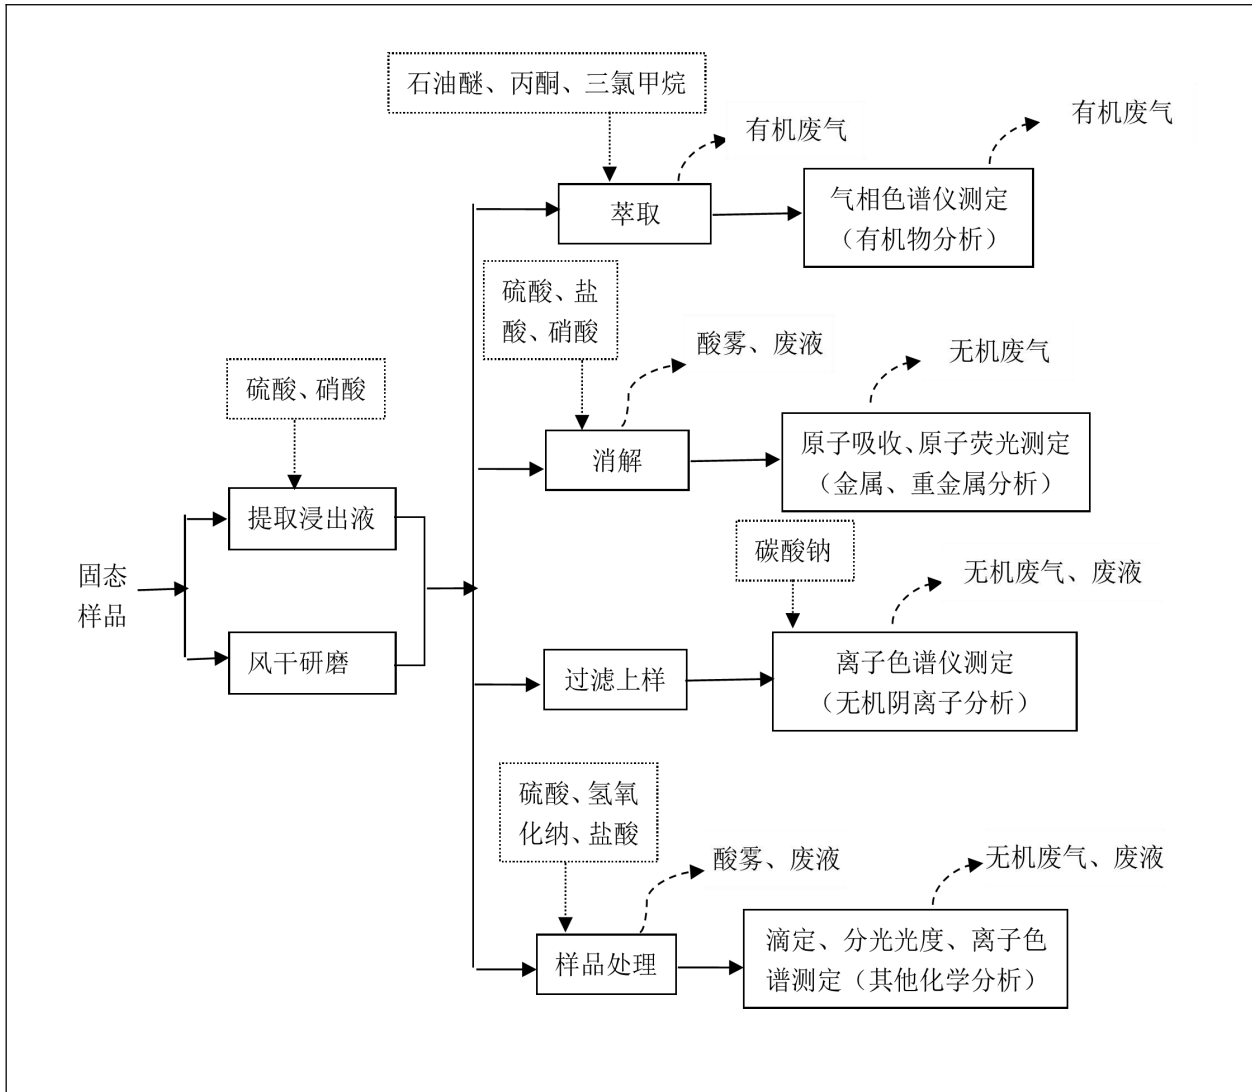 石油醚、丙酮、三氯甲烷
有机废气
有机废气
萃取
气相色谱仪测定
（有机物分析）
硫酸、盐
酸、硝酸
酸雾、废液
无机废气
硫酸、硝酸
消解
原子吸收、原子荧光测定
（金属、重金属分析）
提取浸出液
碳酸钠
固态
样品
无机废气、废液
风干研磨
过滤上样
离子色谱仪测定
（无机阴离子分析）
硫酸、氢氧
化纳、盐酸
酸雾、废液
无机废气、废液
样品处理
滴定、分光光度、离子色
谱测定（其他化学分析）